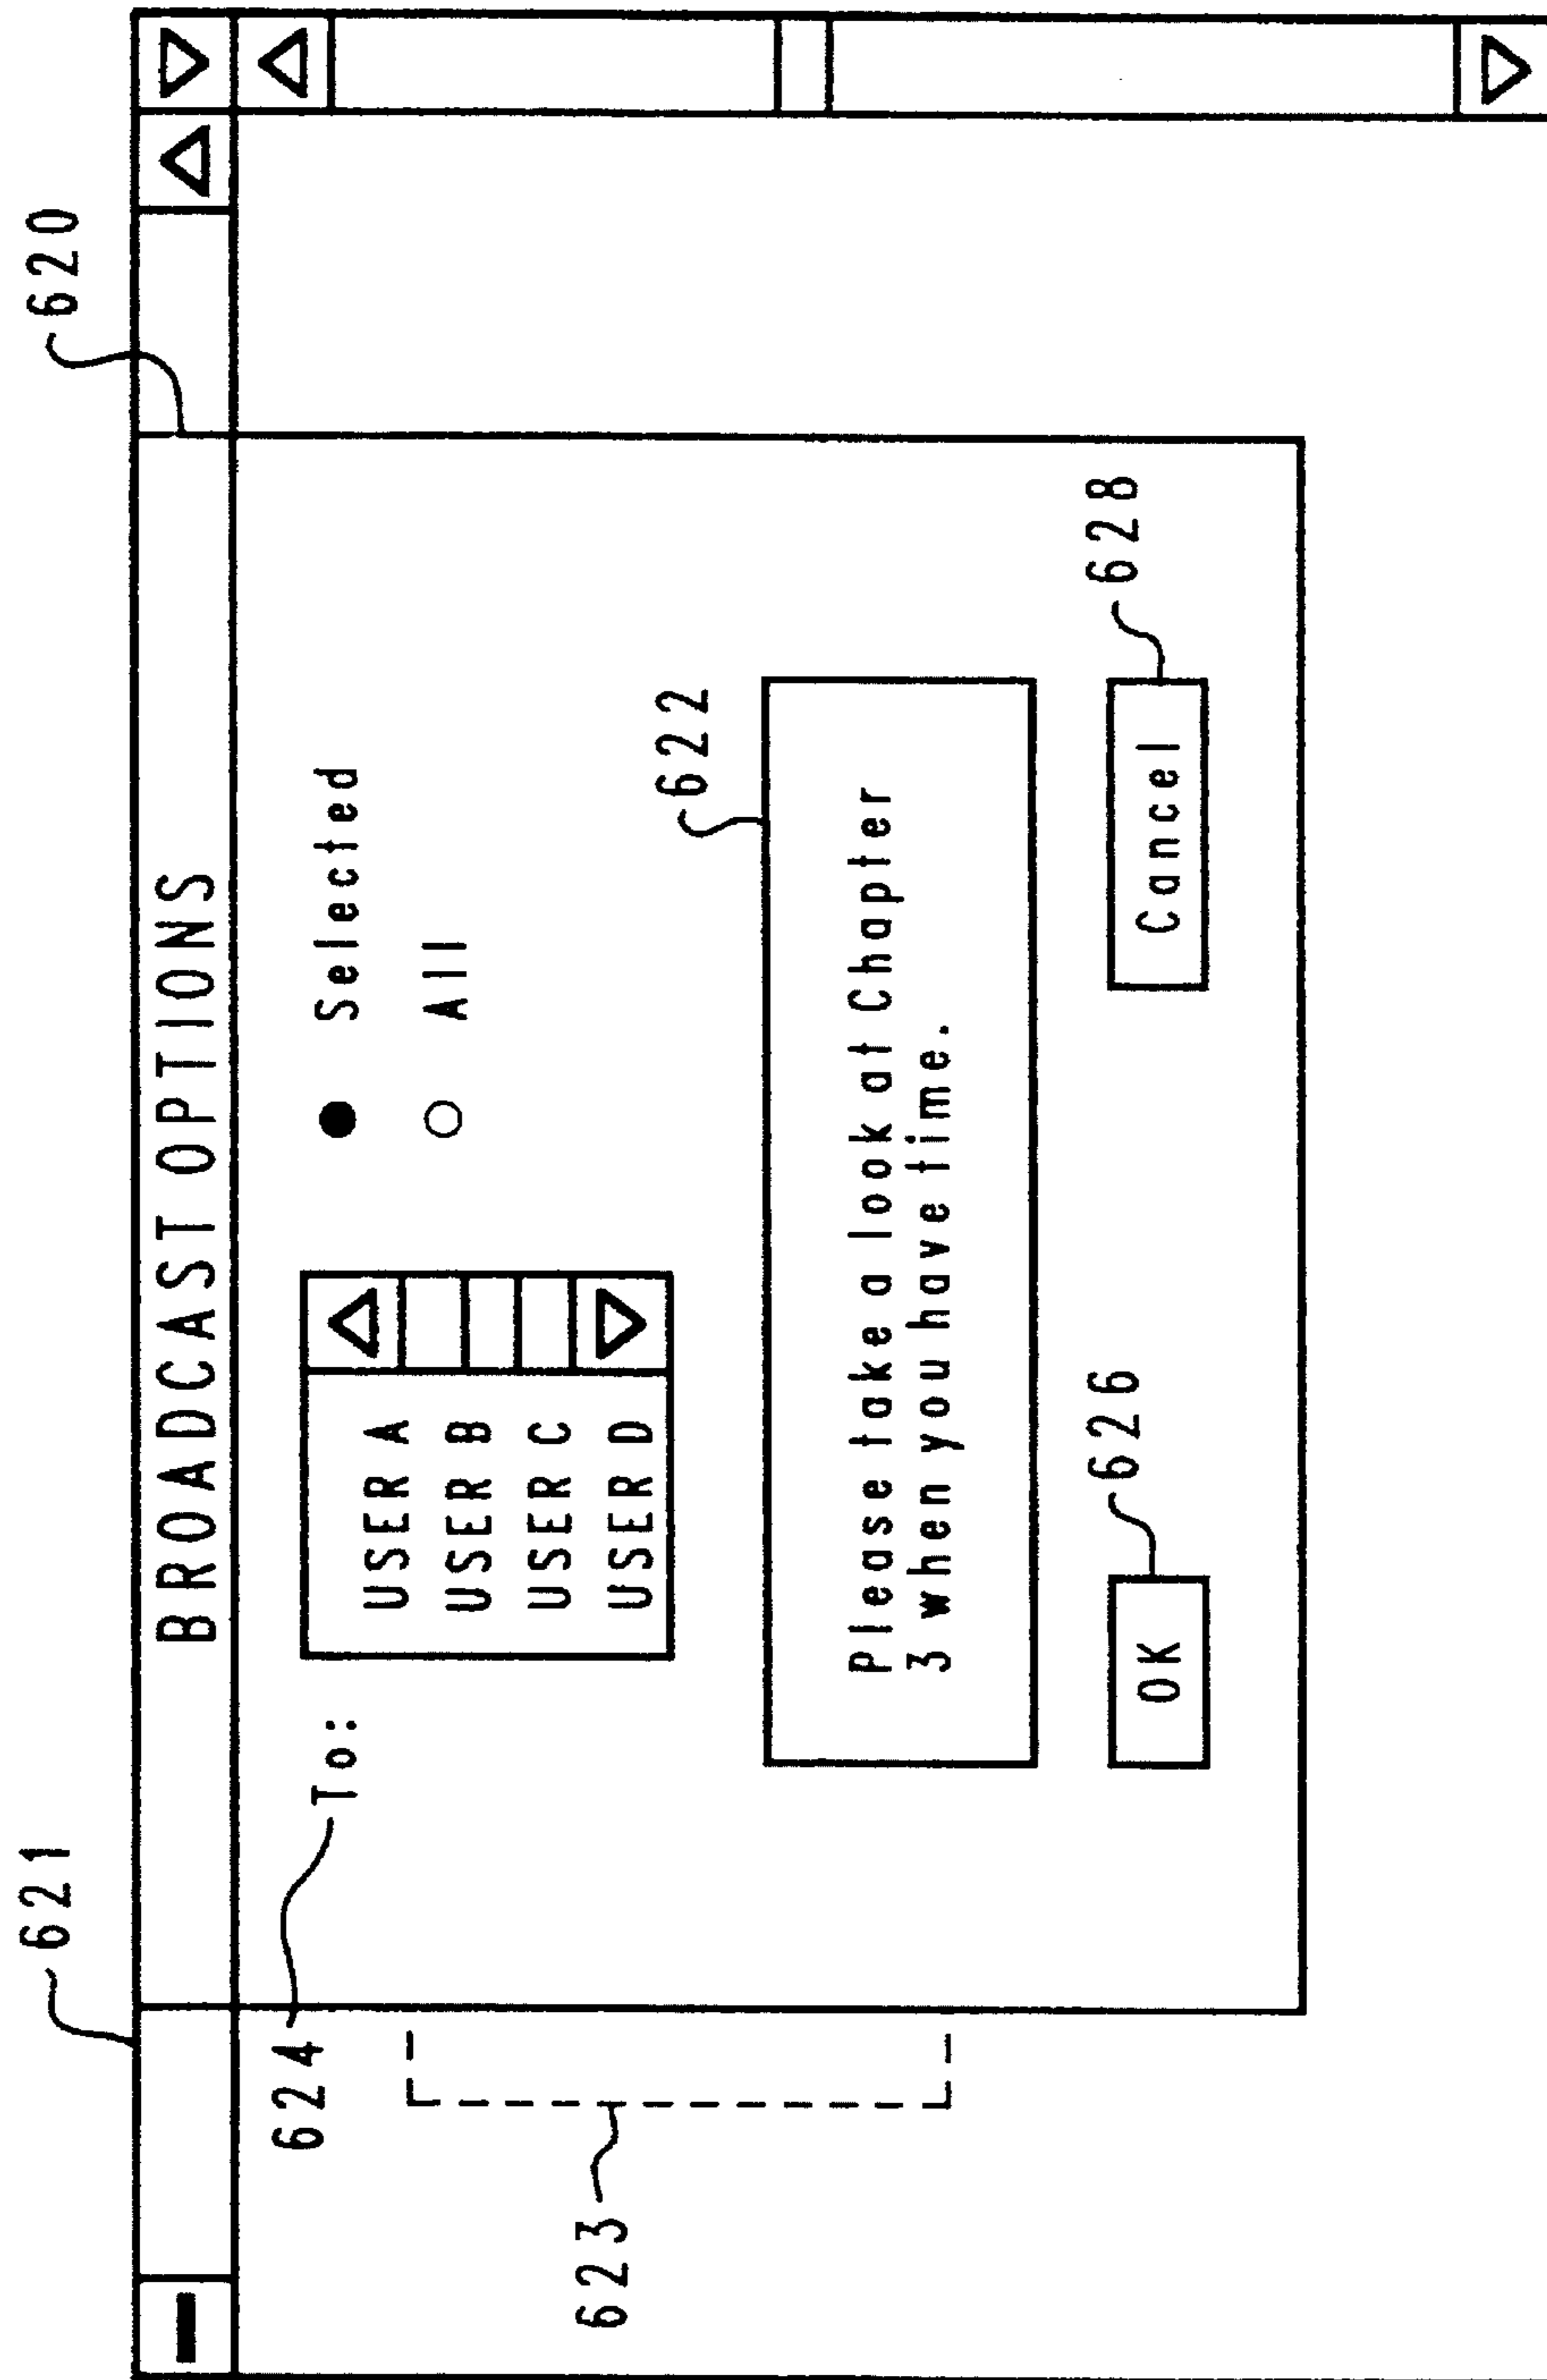 621
620
BROADCAST OPTIONS
624
To:
USER A
USER B
USER C
USER D
Selected
All
623
622
Please take a look at Chapter
3 when you have time.
626
628
OK
Cancel